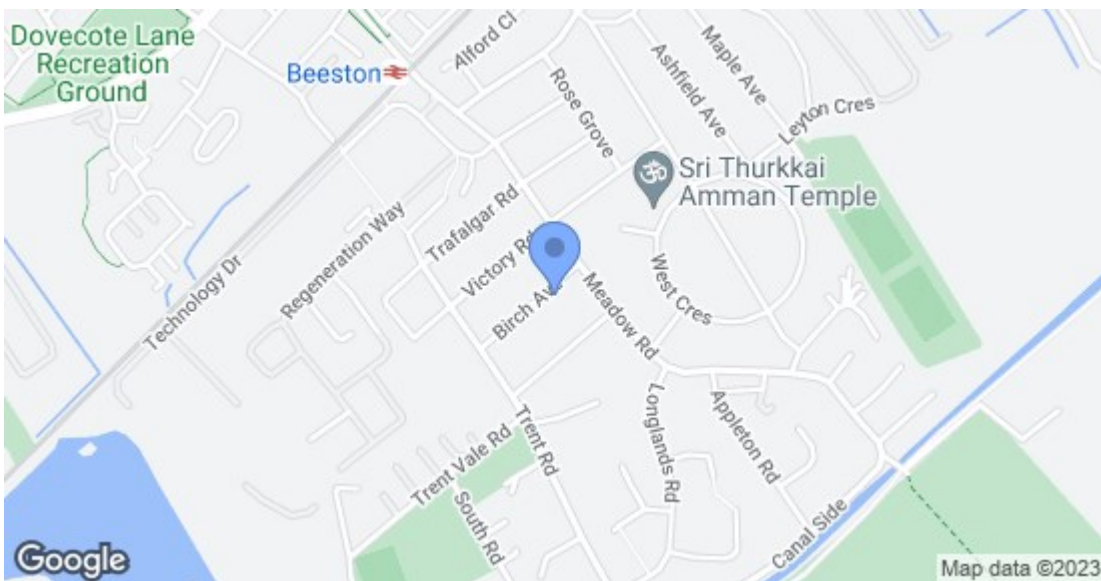 Dovecote Lane
Recreation
Ground
Beeston
Alford Cl
Maple Ave
Ashfield Ave
Rose Grove
Leyton Cres
Sri Thurkkai
Amman Temple
Trafalgar Rd
Regeneration Way
Victory Rd
Technology Dr
Birch Ave
Meadow Rd
West Cres
Longlands Rd
Appleton Rd
Trent Rd
Trent Vale Rd
South Rd
Canal Side
Google
Map data ©2023